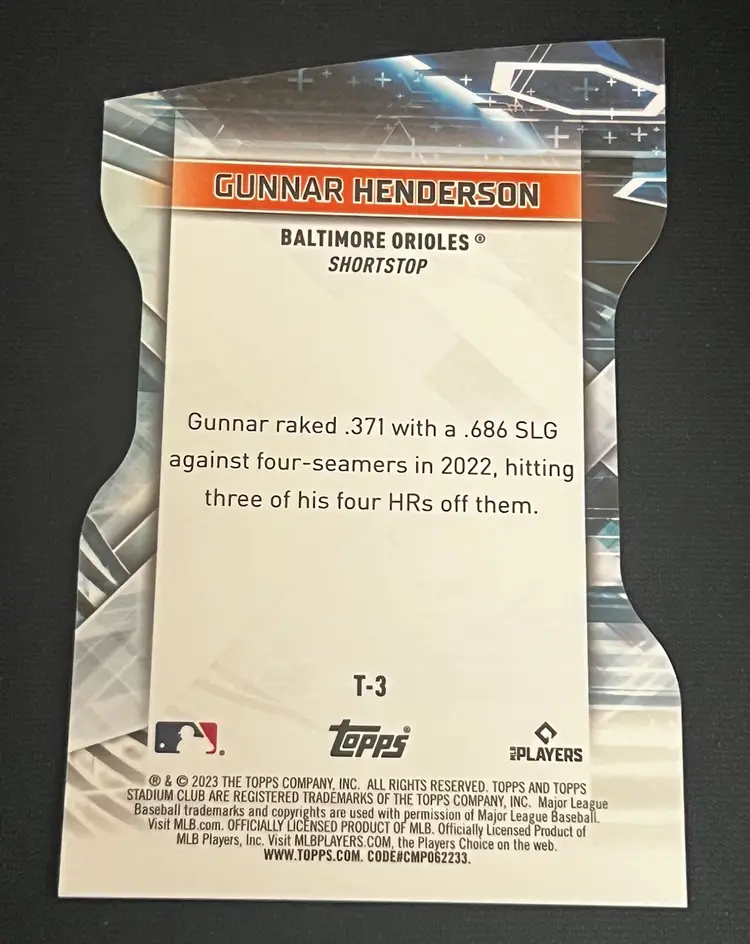 GUNNAR HENDERSON
BALTIMORE ORIOLES ®
SHORTSTOP
Gunnar raked .371 with a .686 SLG
against four-seamers in 2022, hitting
three of his four HRs off them.
T-3
topps®
MLB PLAYERS
® & © 2023 THE TOPPS COMPANY, INC. ALL RIGHTS RESERVED. TOPPS AND TOPPS
STADIUM CLUB ARE REGISTERED TRADEMARKS OF THE TOPPS COMPANY, INC. Major League
Baseball trademarks and copyrights are used with permission of Major League Baseball.
Visit MLB.com. OFFICIALLY LICENSED PRODUCT OF MLB. Officially Licensed Product of
MLB Players, Inc. Visit MLBPLAYERS.COM, the Players Choice on the web.
WWW.TOPPS.COM. CODE#CMP062233.